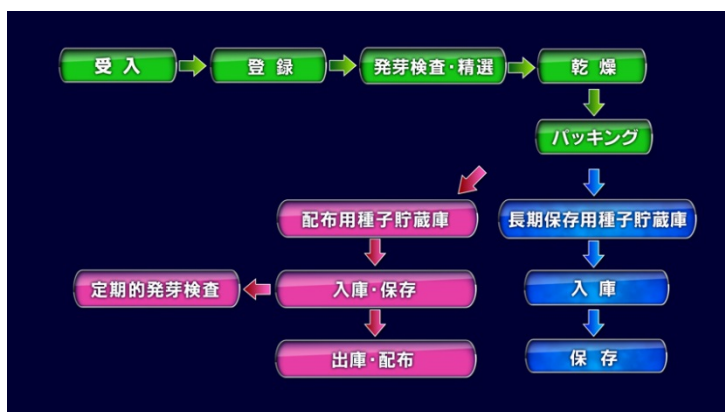 受入
登録
発芽検査・精選
乾燥
パッキング
配布用種子貯蔵庫
長期保存用種子貯蔵庫
定期的発芽検査
入庫・保存
入庫
出庫・配布
保存